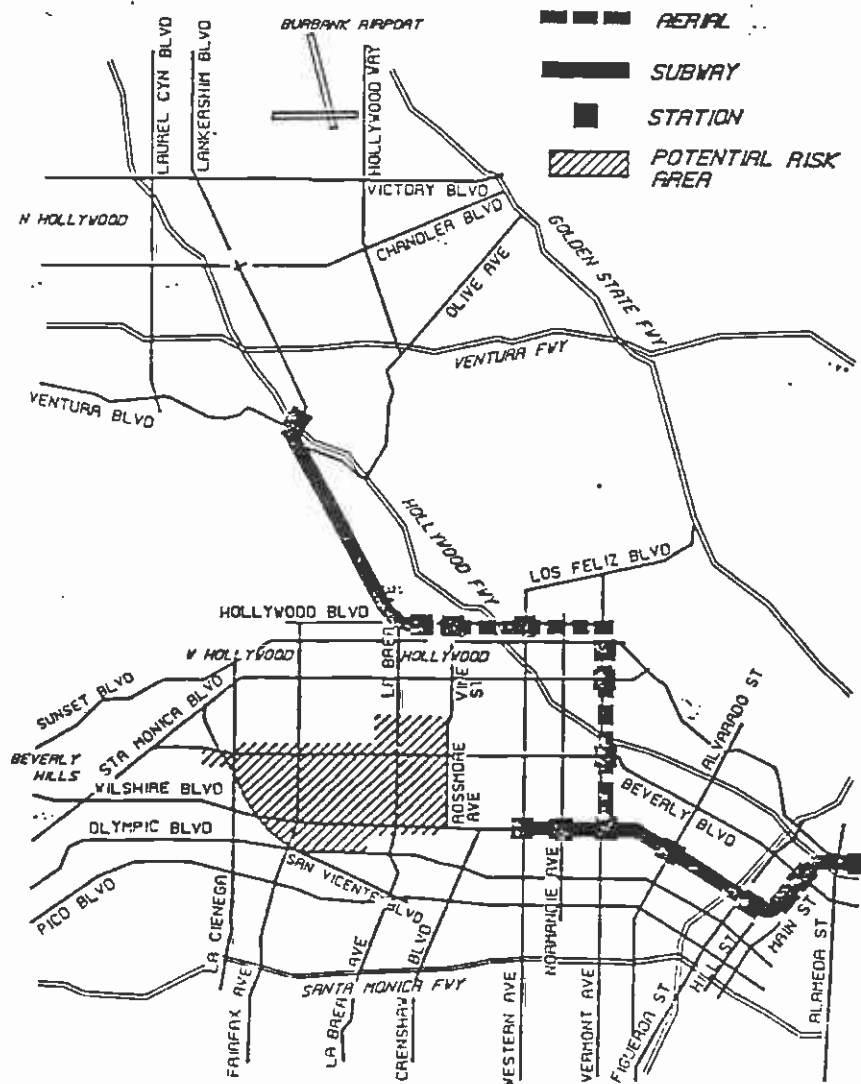 BURBANK AIRPORT
AERIAL
SUBWAY
STATION
POTENTIAL RISK
AREA
LAUREL CYN BLVD
LANKERSHIM BLVD
HOLLYWOOD WAY
VICTORY BLVD
N HOLLYWOOD
CHANDLER BLVD
OLIVE AVE
GOLDEN STATE FWY
VENTURA FWY
VENTURA BLVD
HOLLYWOOD FWY
LOS FELIZ BLVD
HOLLYWOOD BLVD
W HOLLYWOOD
LA BREA
HOLLYWOOD
VINE
ST
SUNSET BLVD
STA MONICA BLVD
ALVARADO ST
BEVERLY
HILLS
WILSHIRE BLVD
ROSSMORE
AVE
BEVERLY BLVD
OLYMPIC BLVD
SAN VICENTE BLVD
PICO BLVD
LA CIENEGA
NORMANDIE AVE
HILL ST
MAIN ST
SANTA MONICA FWY
FAIRFAX AVE
LA BREA AVE
CRENSHAW BLVD
WESTERN AVE
VERMONT AVE
FIGUEROA ST
ALAMEDA ST